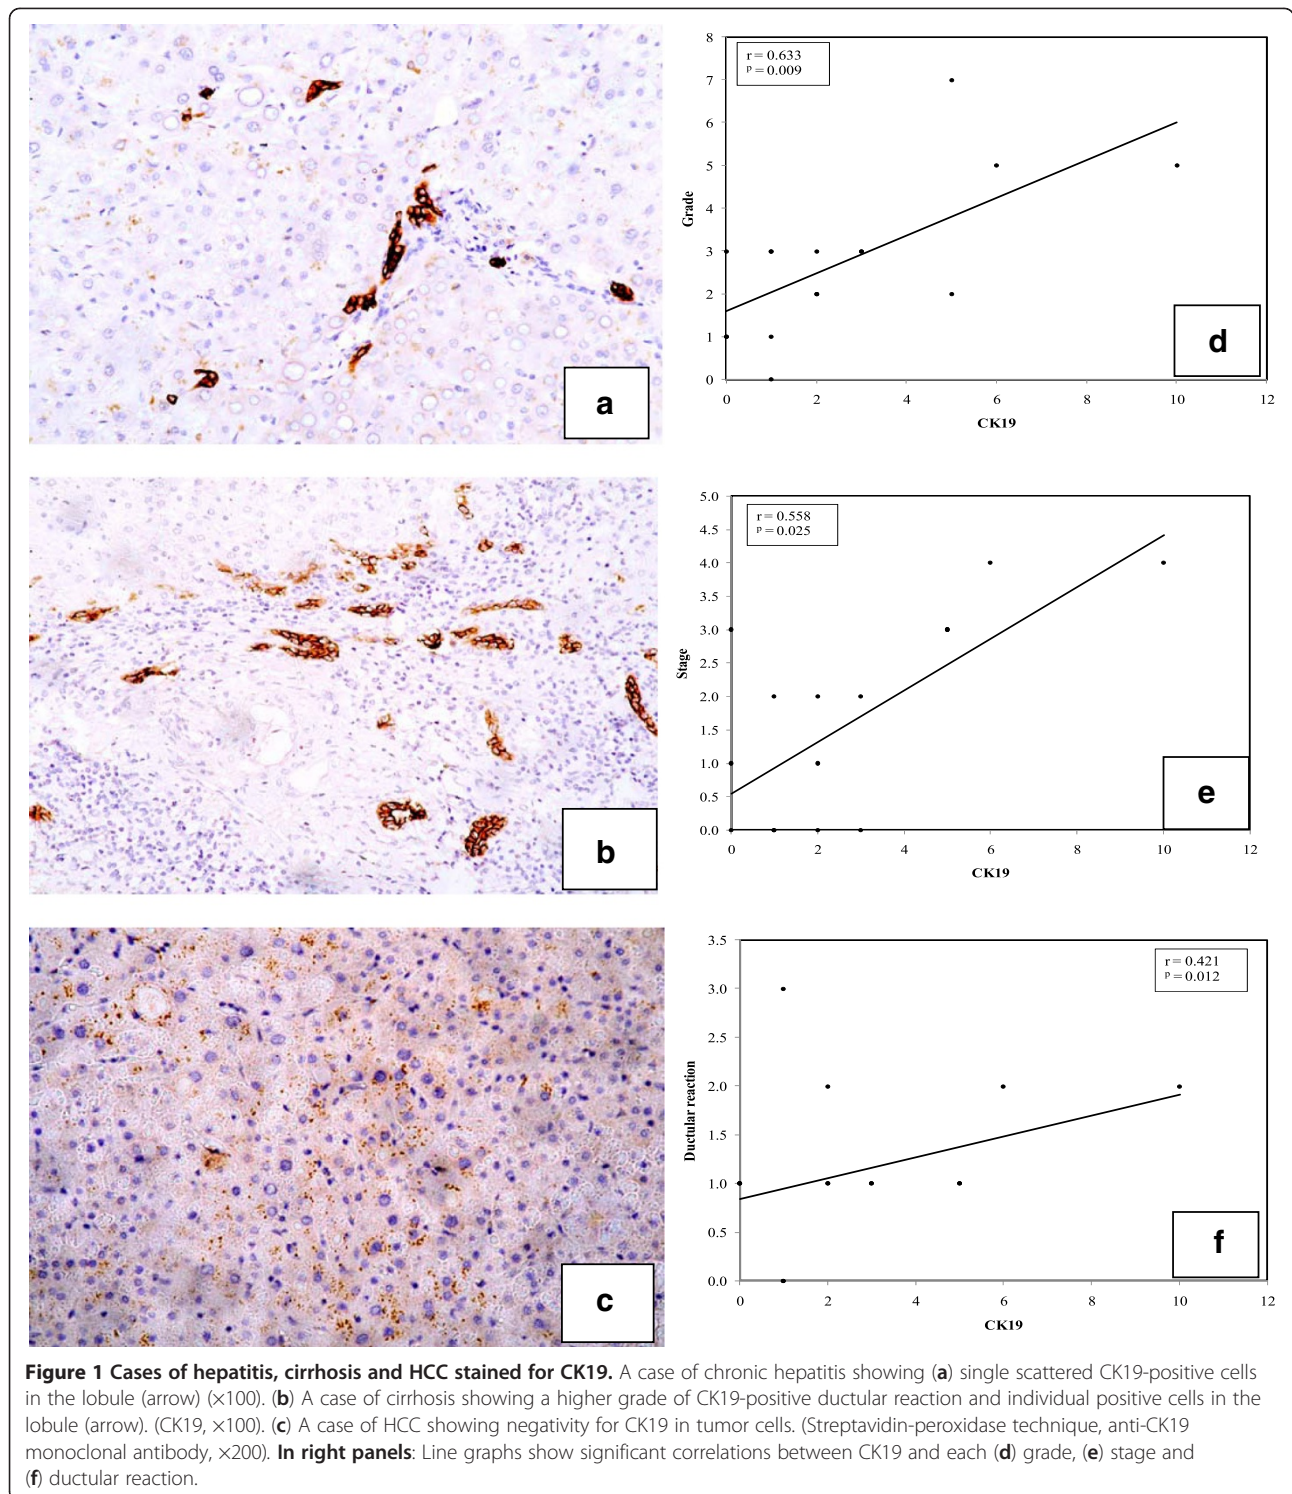 a
8
7
6
5
4
3
2
1
0
Grade
r = 0.633
p = 0.009
d
0 2 4 6 8 10 12
CK19
b
5.0
4.5
4.0
3.5
3.0
2.5
2.0
1.5
1.0
0.5
0.0
Stage
r = 0.558
p = 0.025
e
0 2 4 6 8 10 12
CK19
c
3.5
3.0
2.5
2.0
1.5
1.0
0.5
0.0
Ductular reaction
r = 0.421
p = 0.012
f
0 2 4 6 8 10 12
CK19
Figure 1 Cases of hepatitis, cirrhosis and HCC stained for CK19. A case of chronic hepatitis showing (a) single scattered CK19-positive cells
in the lobule (arrow) (×100). (b) A case of cirrhosis showing a higher grade of CK19-positive ductular reaction and individual positive cells in the
lobule (arrow). (CK19, ×100). (c) A case of HCC showing negativity for CK19 in tumor cells. (Streptavidin-peroxidase technique, anti-CK19
monoclonal antibody, ×200). In right panels: Line graphs show significant correlations between CK19 and each (d) grade, (e) stage and
(f) ductular reaction.